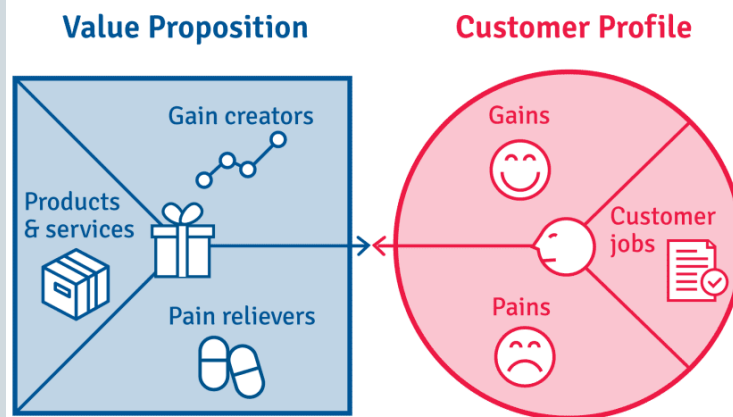 Value Proposition
Customer Profile
Gain creators
Products
& services
Pain relievers
Gains
Customer
jobs
Pains